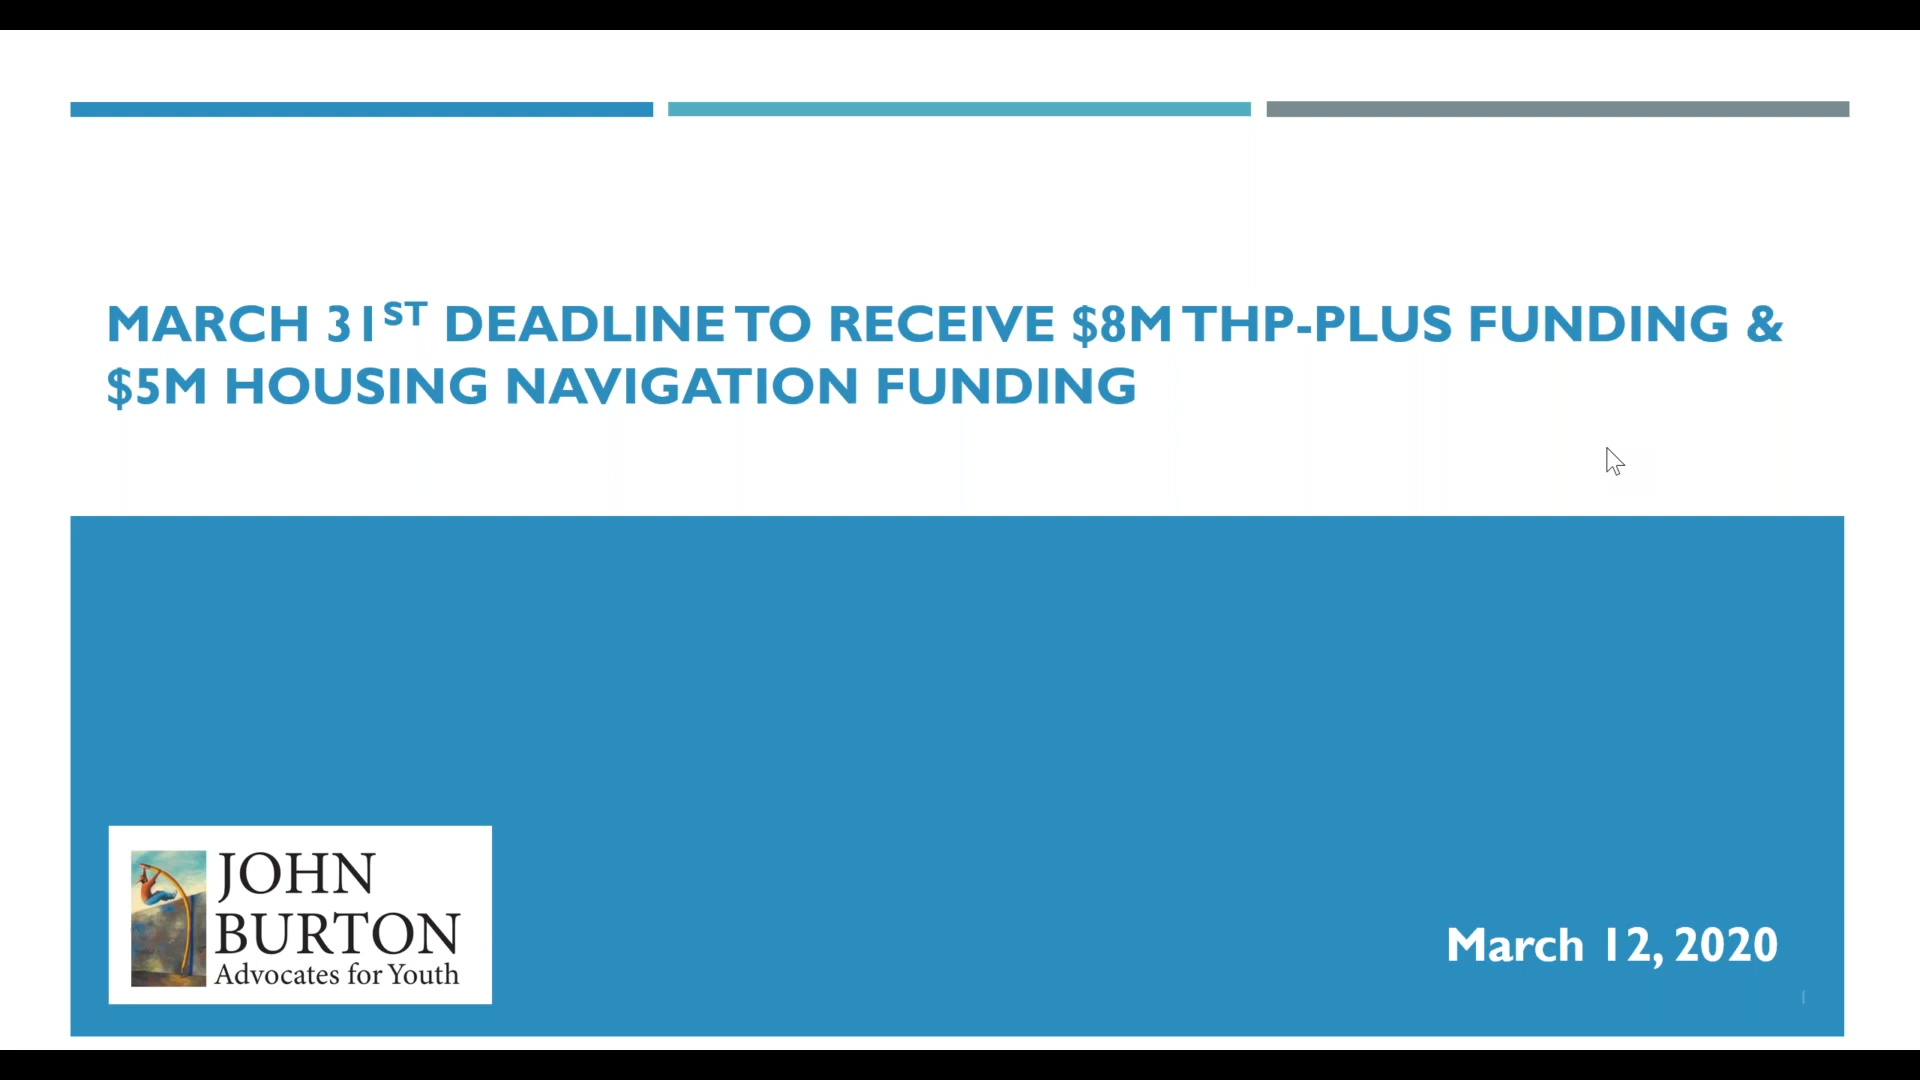 MARCH 31ST DEADLINE TO RECEIVE $8M THP-PLUS FUNDING &
$5M HOUSING NAVIGATION FUNDING
JOHN
BURTON
Advocates for Youth
March 12, 2020
1